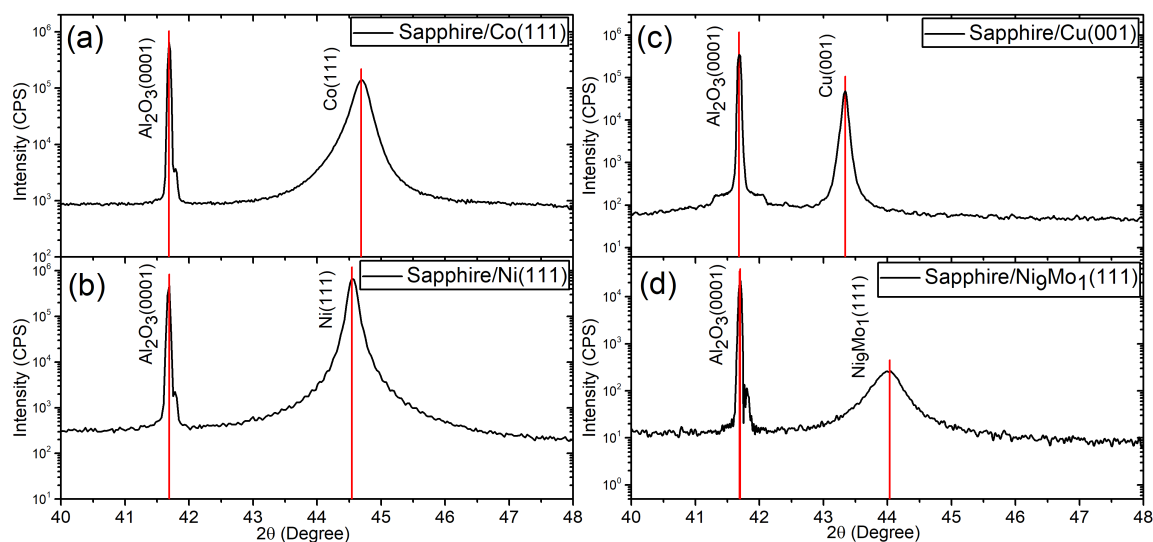 (a)
Sapphire/Co(111)
Al2O3(0001)
Co(111)
Intensity (CPS)
10^6
10^5
10^4
10^3
10^2
(b)
Sapphire/Ni(111)
Al2O3(0001)
Ni(111)
Intensity (CPS)
10^6
10^5
10^4
10^3
10^2
10^1
40 41 42 43 44 45 46 47 48
2θ (Degree)
(c)
Sapphire/Cu(001)
Al2O3(0001)
Cu(001)
Intensity (CPS)
10^6
10^5
10^4
10^3
10^2
10^1
(d)
Sapphire/Ni9Mo1(111)
Al2O3(0001)
Ni9Mo1(111)
Intensity (CPS)
10^4
10^3
10^2
10^1
10^0
40 41 42 43 44 45 46 47 48
2θ (Degree)